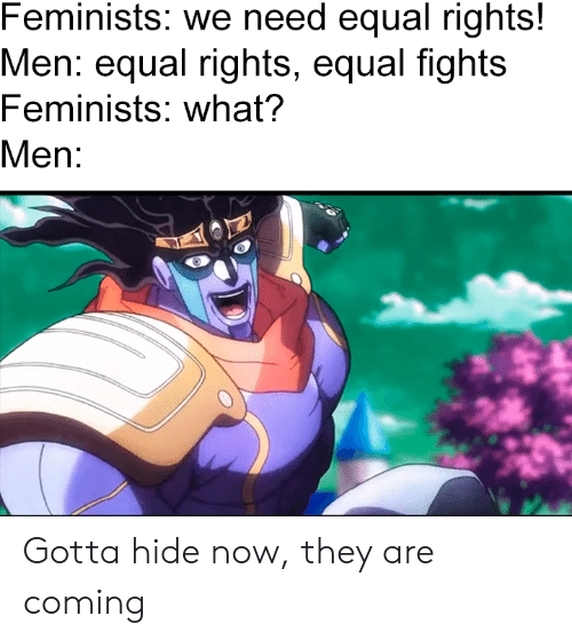 Feminists: we need equal rights!
Men: equal rights, equal fights
Feminists: what?
Men:
Gotta hide now, they are
coming